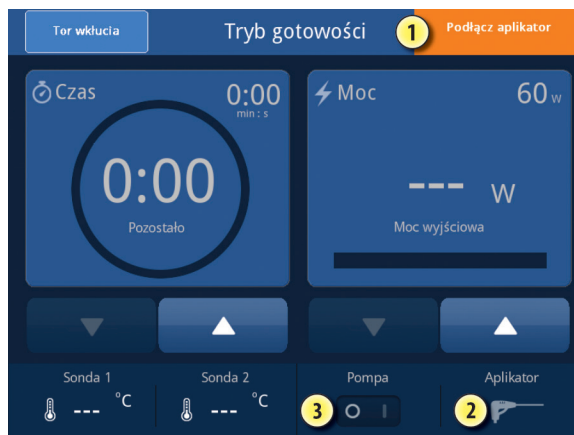 Tor wkłucia
Tryb gotowości
1
Podłącz aplikator
Czas
0:00
min : s
0:00
Pozostało
Moc
60 w
--- W
Moc wyjściowa
Sonda 1
--- °C
Sonda 2
--- °C
Pompa
3
O I
Aplikator
2